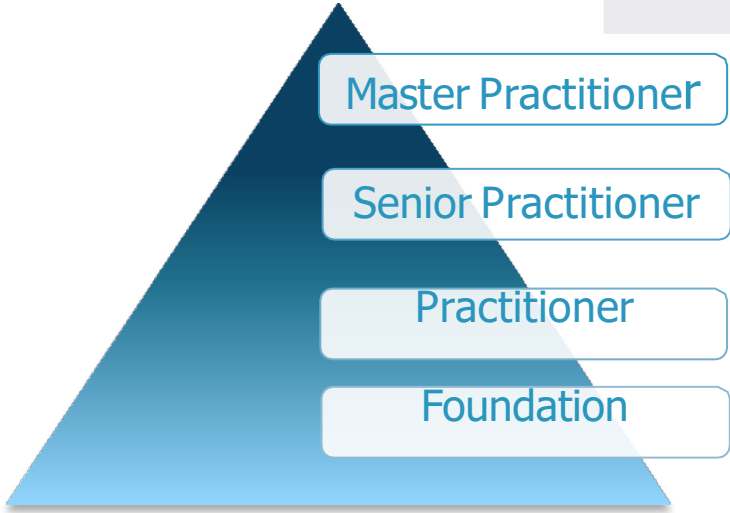 Master Practitioner
Senior Practitioner
Practitioner
Foundation